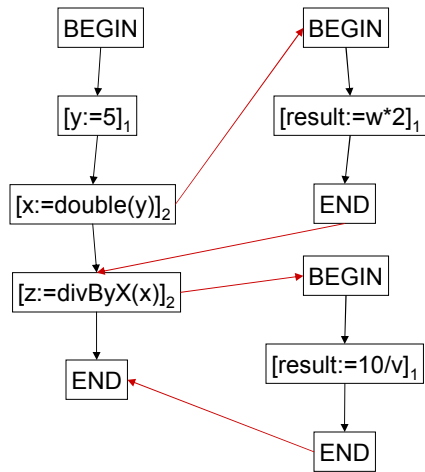 BEGIN
[y:=5]₁
[x:=double(y)]₂
[z:=divByX(x)]₂
END
BEGIN
[result:=w*2]₁
END
BEGIN
[result:=10/v]₁
END